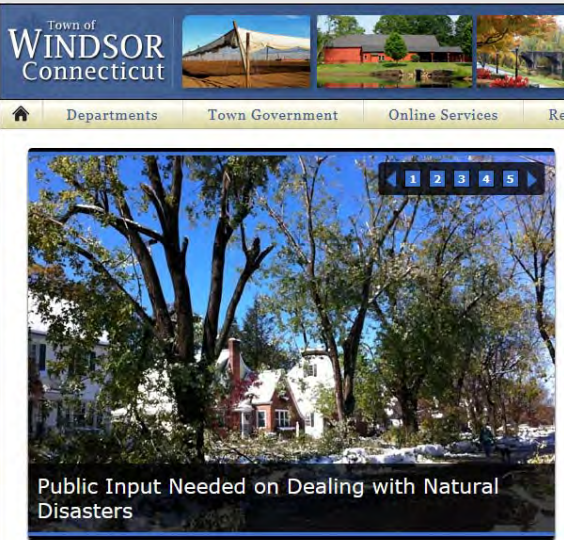 Town of
WINDSOR
Connecticut
Departments
Town Government
Online Services
Re
1 2 3 4 5
Public Input Needed on Dealing with Natural
Disasters